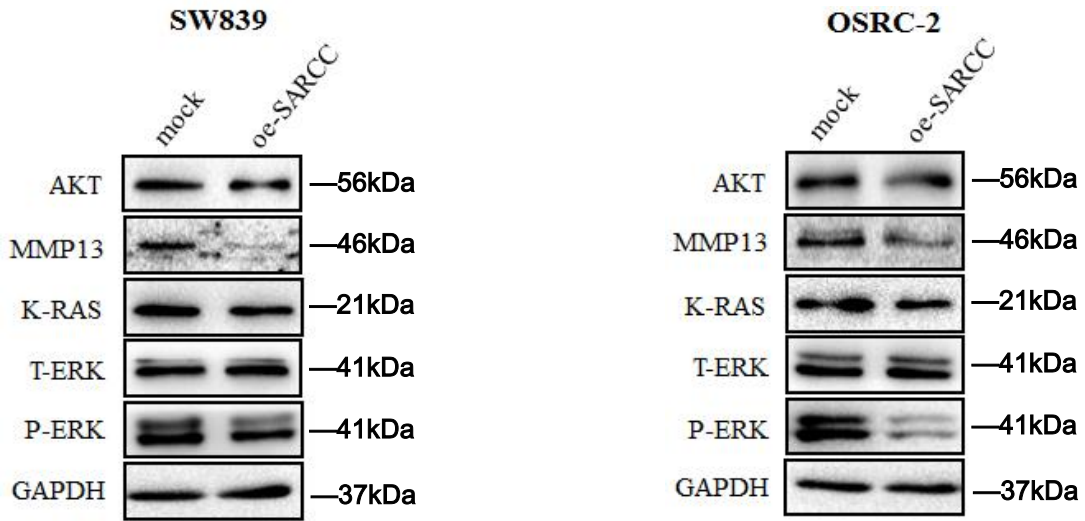 SW839
mock oe-SARCC
AKT —56kDa
MMP13 —46kDa
K-RAS —21kDa
T-ERK —41kDa
P-ERK —41kDa
GAPDH —37kDa
OSRC-2
mock oe-SARCC
AKT —56kDa
MMP13 —46kDa
K-RAS —21kDa
T-ERK —41kDa
P-ERK —41kDa
GAPDH —37kDa